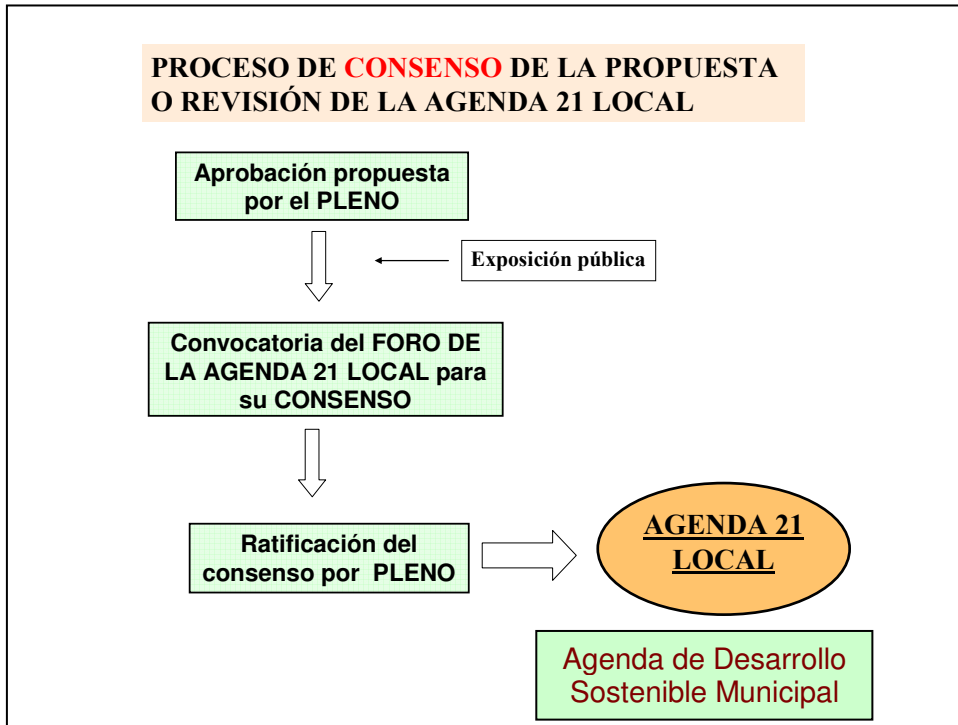 PROCESO DE CONSENSO DE LA PROPUESTA
O REVISIÓN DE LA AGENDA 21 LOCAL
Aprobación propuesta
por el PLENO
Exposición pública
Convocatoria del FORO DE
LA AGENDA 21 LOCAL para
su CONSENSO
Ratificación del
consenso por PLENO
AGENDA 21
LOCAL
Agenda de Desarrollo
Sostenible Municipal